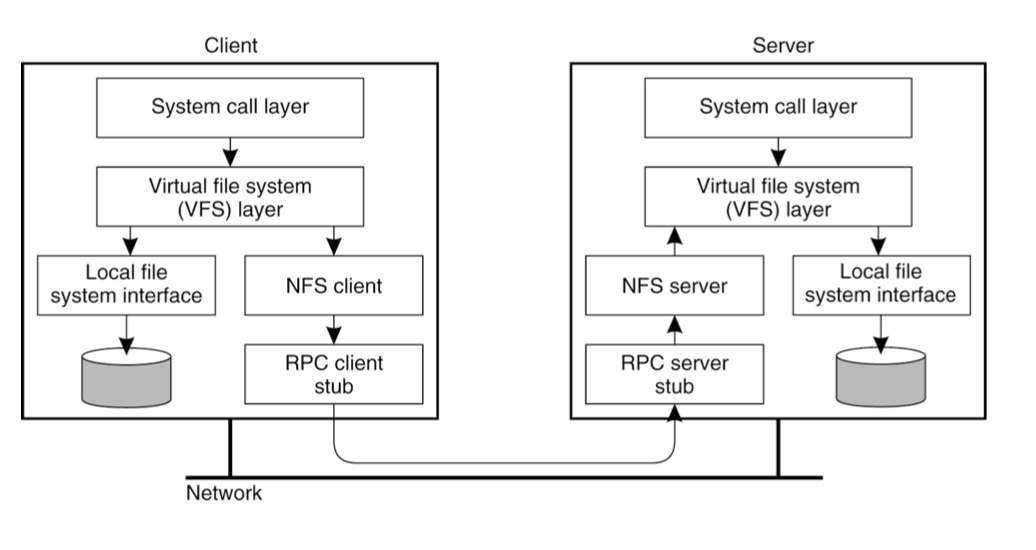 Client
System call layer
Virtual file system
(VFS) layer
Local file
system interface
NFS client
RPC client
stub
Server
System call layer
Virtual file system
(VFS) layer
NFS server
Local file
system interface
RPC server
stub
Network